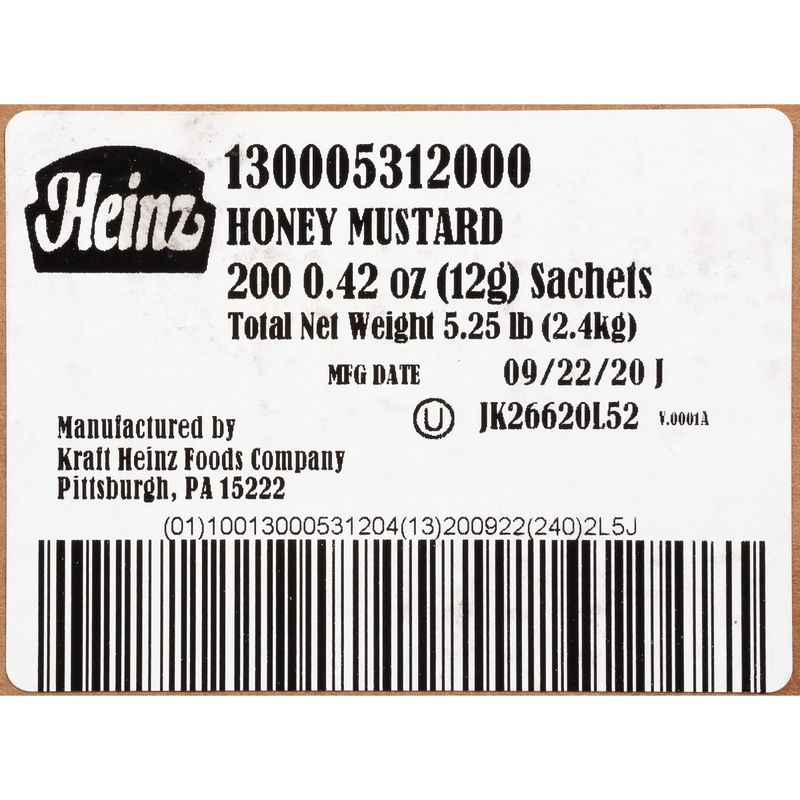 Heinz
130005312000
HONEY MUSTARD
200 0.42 oz (12g) Sachets
Total Net Weight 5.25 lb (2.4kg)
MFG DATE 09/22/20 J
U JK26620L52 V.0001A
Manufactured by
Kraft Heinz Foods Company
Pittsburgh, PA 15222
(01)10013000531204(13)200922(240)2L5J